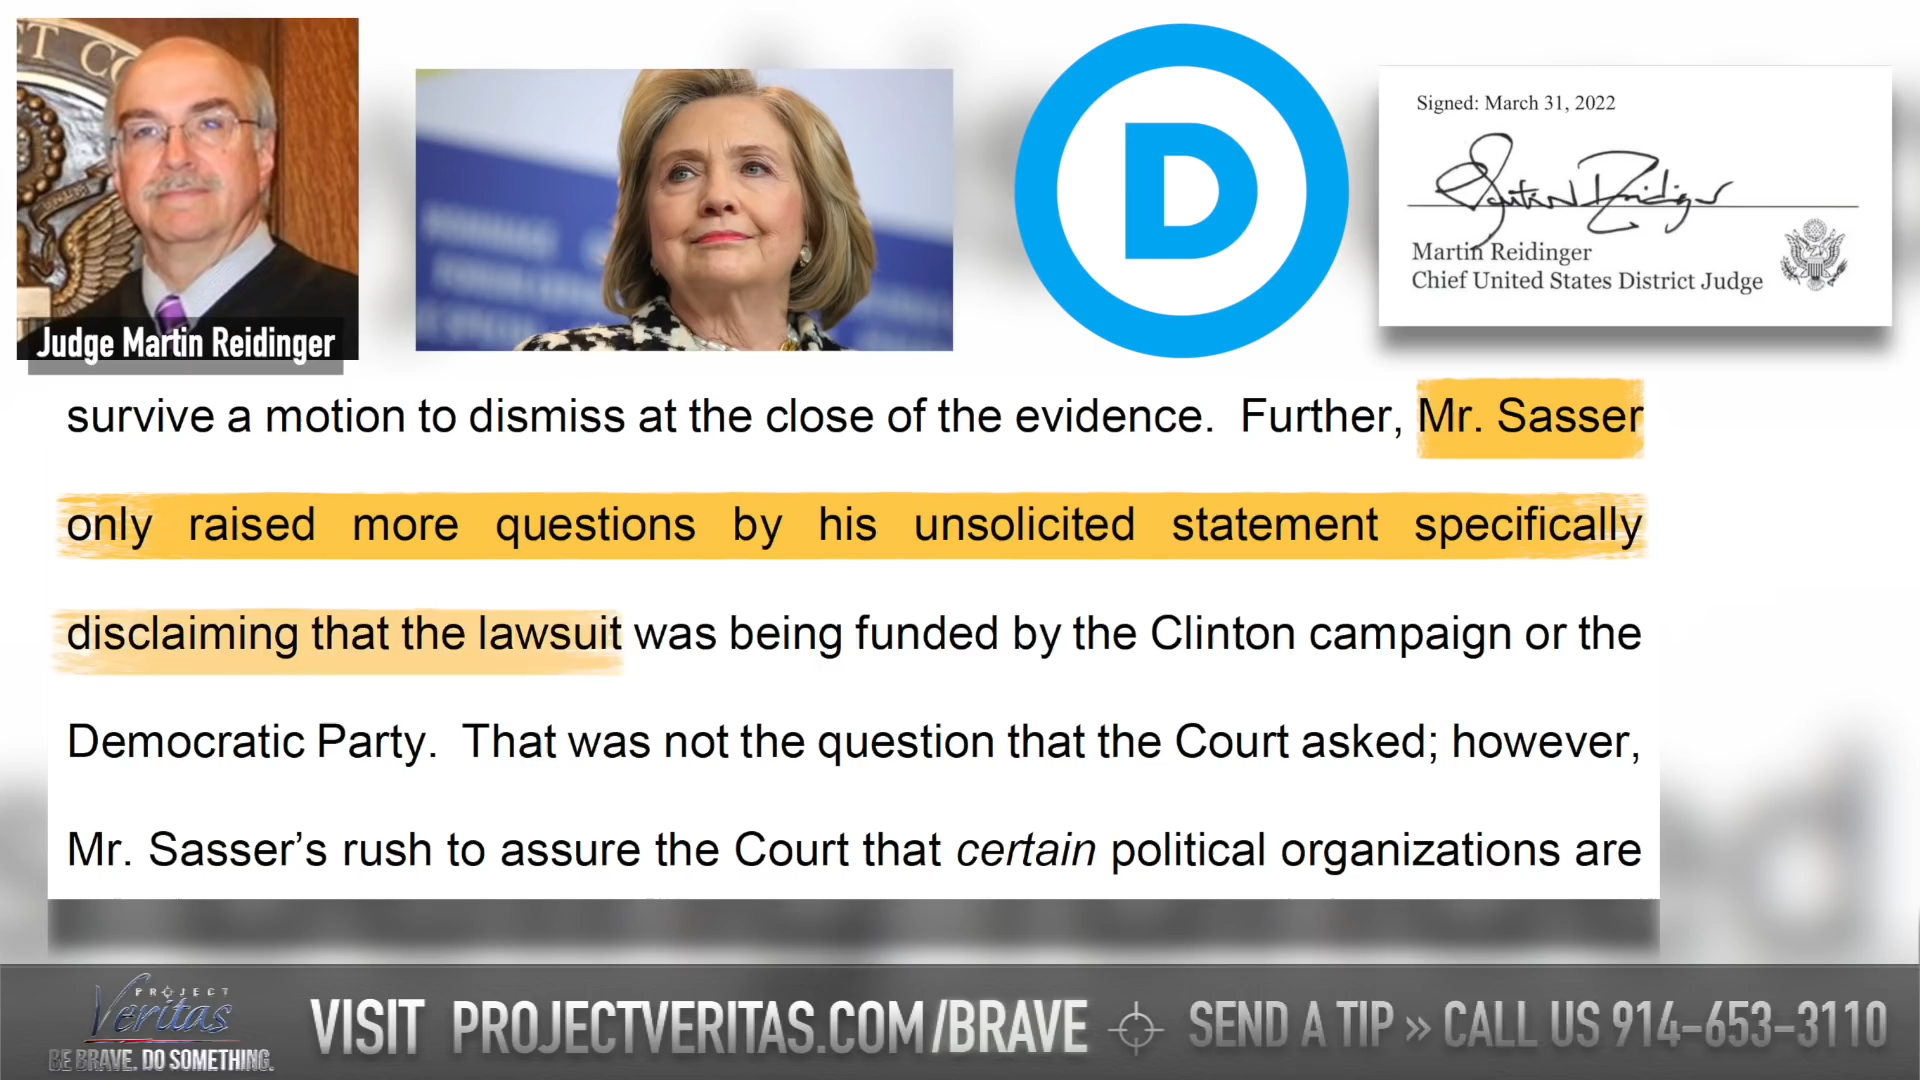 T CO
Judge Martin Reidinger
D
Signed: March 31, 2022
Martin Reidinger
Martin Reidinger
Chief United States District Judge
survive a motion to dismiss at the close of the evidence. Further, Mr. Sasser
only raised more questions by his unsolicited statement specifically
disclaiming that the lawsuit was being funded by the Clinton campaign or the
Democratic Party. That was not the question that the Court asked; however,
Mr. Sasser’s rush to assure the Court that certain political organizations are
PROJECT
Veritas
BE BRAVE. DO SOMETHING.
VISIT PROJECTVERITAS.COM/BRAVE
SEND A TIP » CALL US 914-653-3110